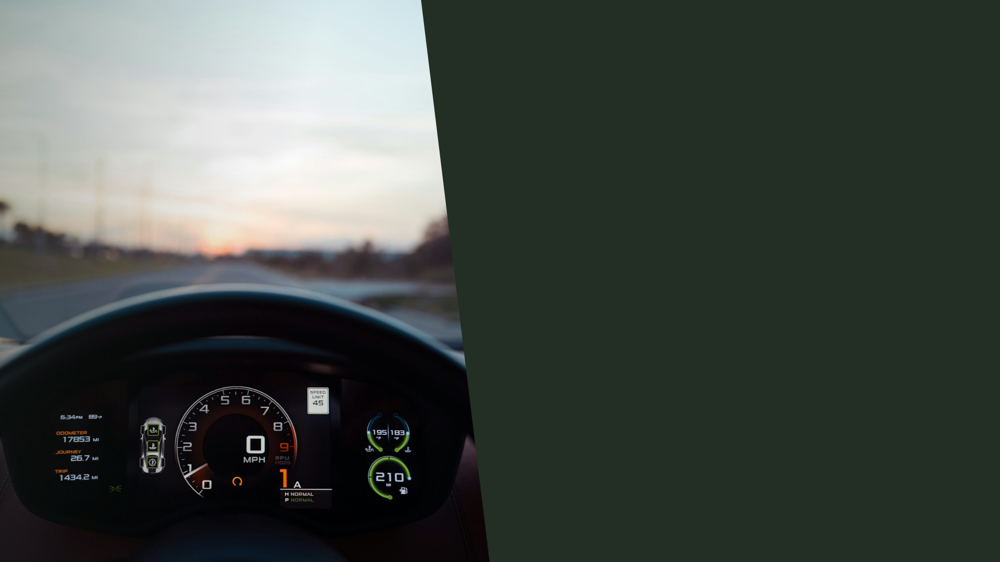 6:34PM 89°F
ODOMETER
17853 MI
JOURNEY
26.7 MI
TRIP
1434.2 MI
0
1
2
3
4
5
6
7
8
9
RPM
X1000
0
MPH
1 A
H NORMAL
P NORMAL
SPEED
LIMIT
45
195 183
°F °F
210
MI